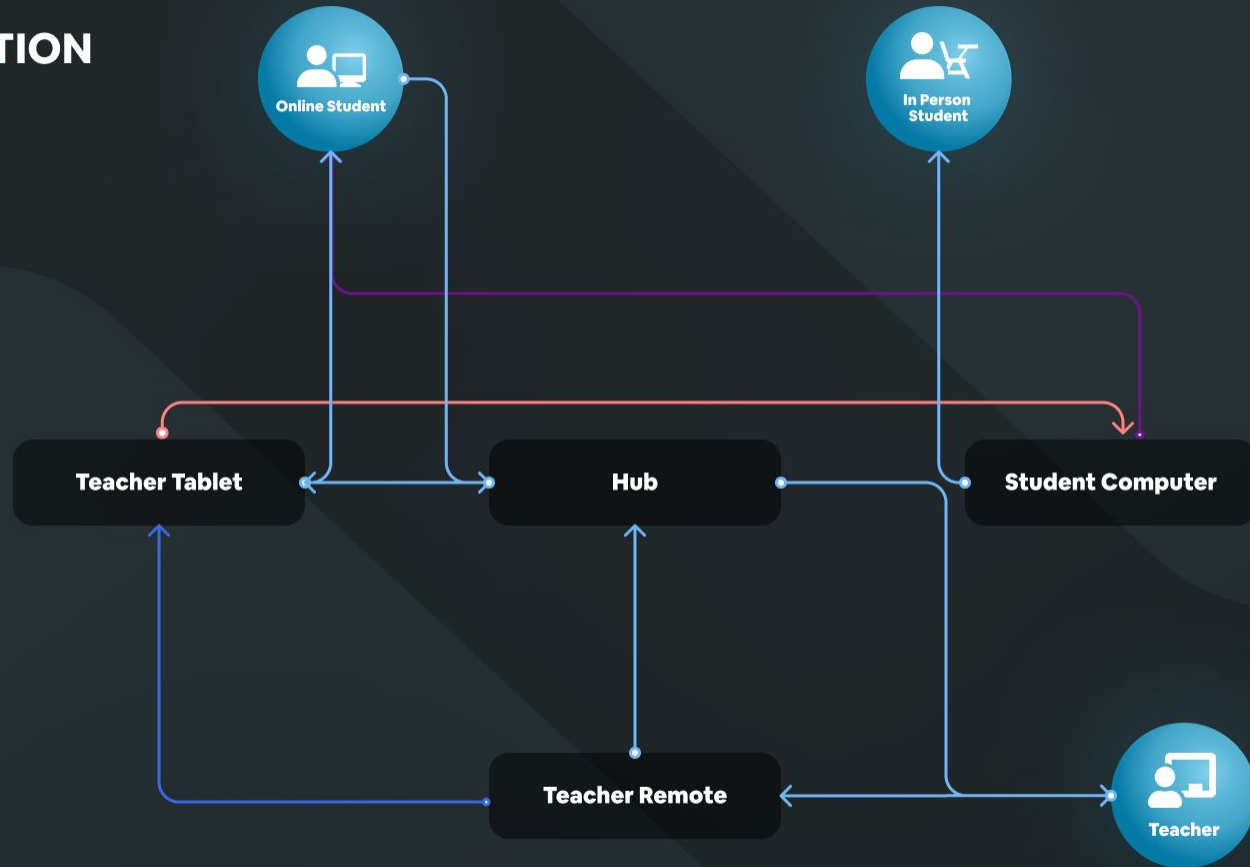 TION
Online Student
In Person
Student
Teacher Tablet
Hub
Student Computer
Teacher Remote
Teacher